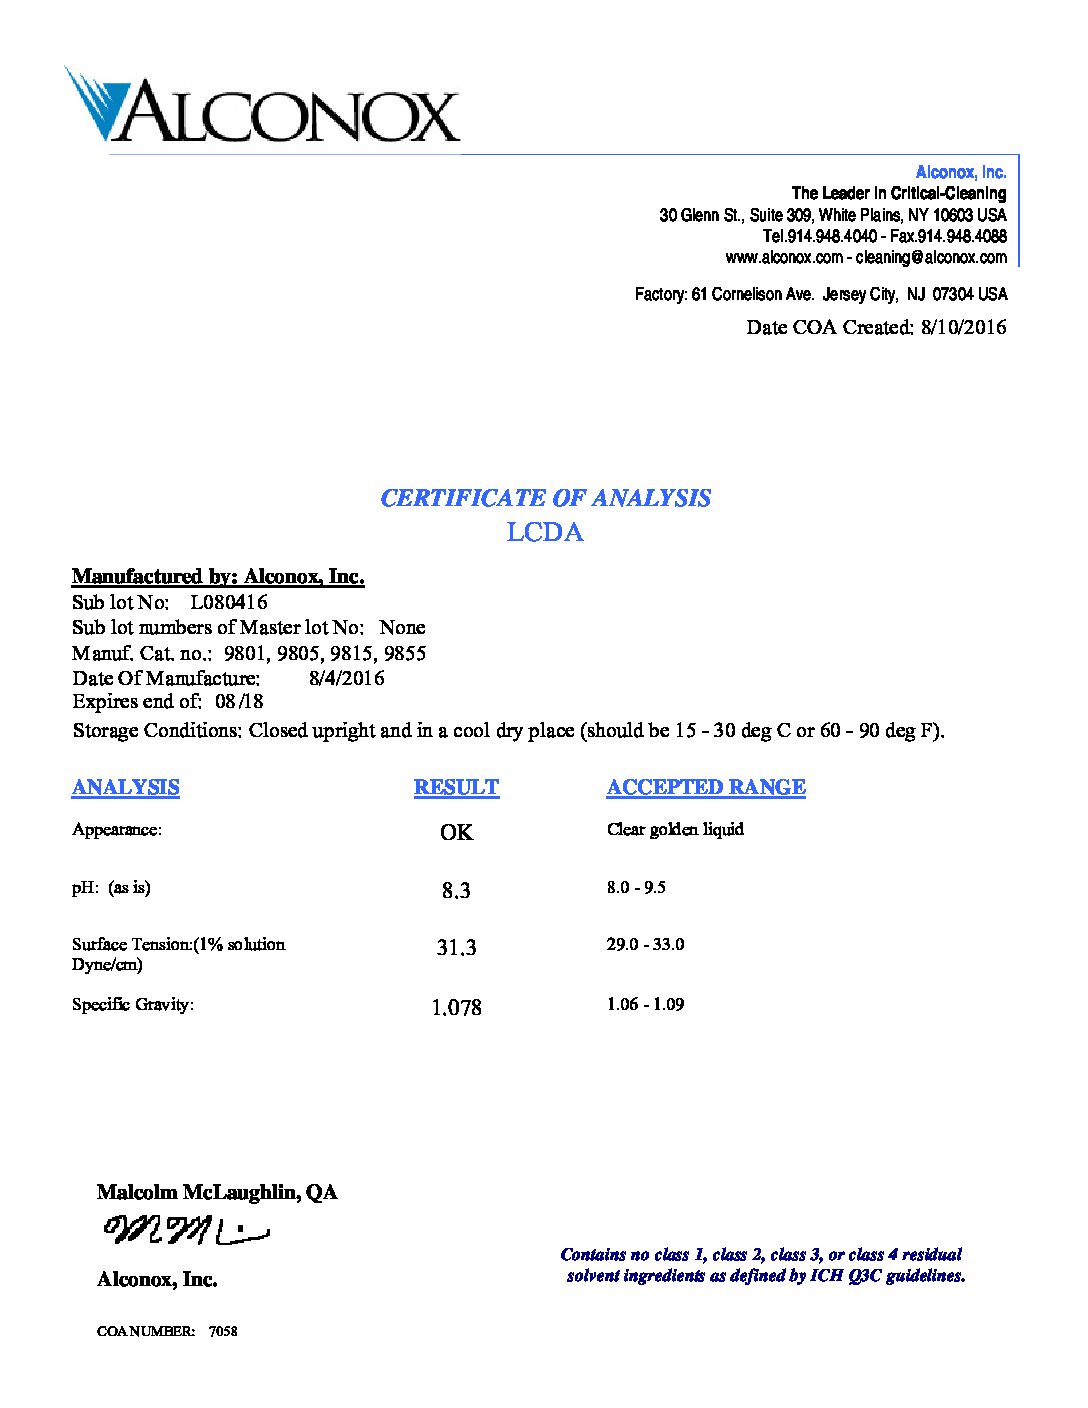 ALCONOX
Alconox, Inc.
The Leader in Critical-Cleaning
30 Glenn St., Suite 309, White Plains, NY 10603 USA
Tel.914.948.4040 - Fax.914.948.4088
www.alconox.com - cleaning@alconox.com
Factory: 61 Cornelison Ave. Jersey City, NJ 07304 USA
Date COA Created: 8/10/2016
CERTIFICATE OF ANALYSIS
LCDA
Manufactured by: Alconox, Inc.
Sub lot No: L080416
Sub lot numbers of Master lot No: None
Manuf. Cat. no.: 9801, 9805, 9815, 9855
Date Of Manufacture: 8/4/2016
Expires end of: 08 /18
Storage Conditions: Closed upright and in a cool dry place (should be 15 - 30 deg C or 60 - 90 deg F).
ANALYSIS RESULT ACCEPTED RANGE
Appearance: OK Clear golden liquid
pH: (as is) 8.3 8.0 - 9.5
Surface Tension:(1% solution 31.3 29.0 - 33.0
Dyne/cm)
Specific Gravity: 1.078 1.06 - 1.09
Malcolm McLaughlin, QA
Alconox, Inc.
Contains no class 1, class 2, class 3, or class 4 residual
solvent ingredients as defined by ICH Q3C guidelines.
COA NUMBER: 7058